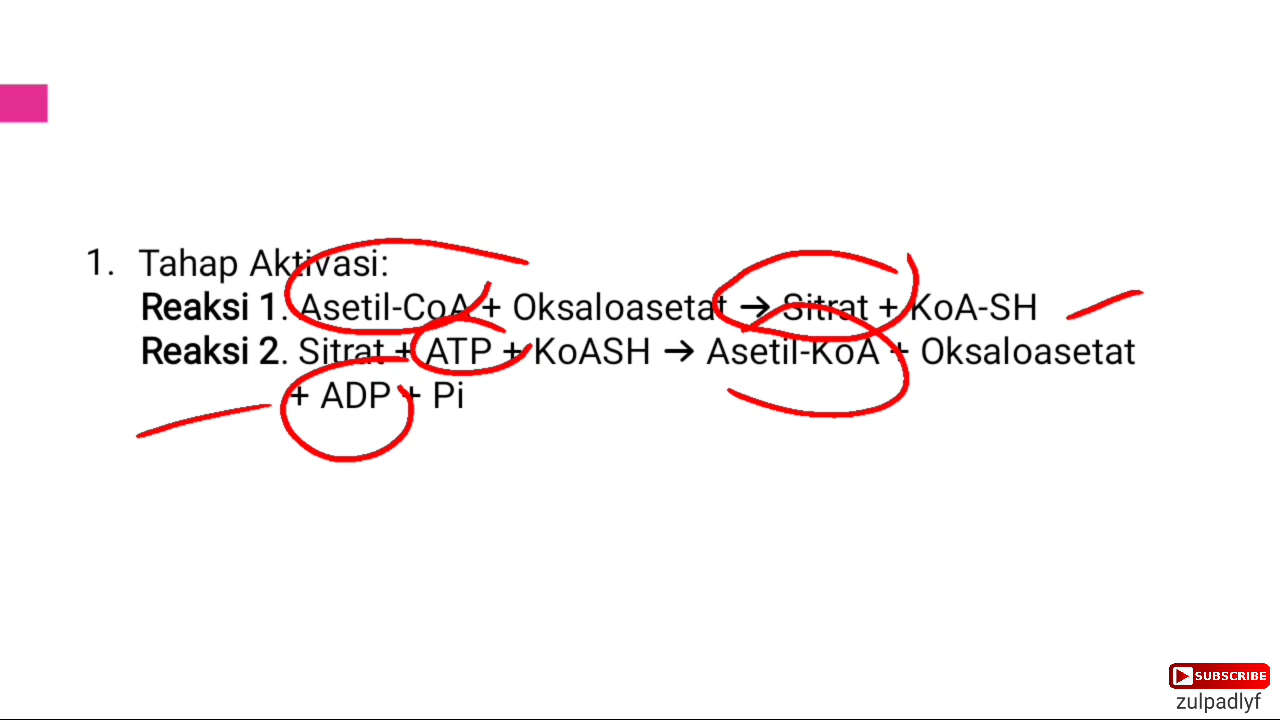 1. Tahap Aktivasi:
Reaksi 1. Asetil-CoA + Oksaloasetat → Sitrat + KoA-SH
Reaksi 2. Sitrat + ATP + KoASH → Asetil-KoA + Oksaloasetat
+ ADP + Pi
SUBSCRIBE
zulpadlyf